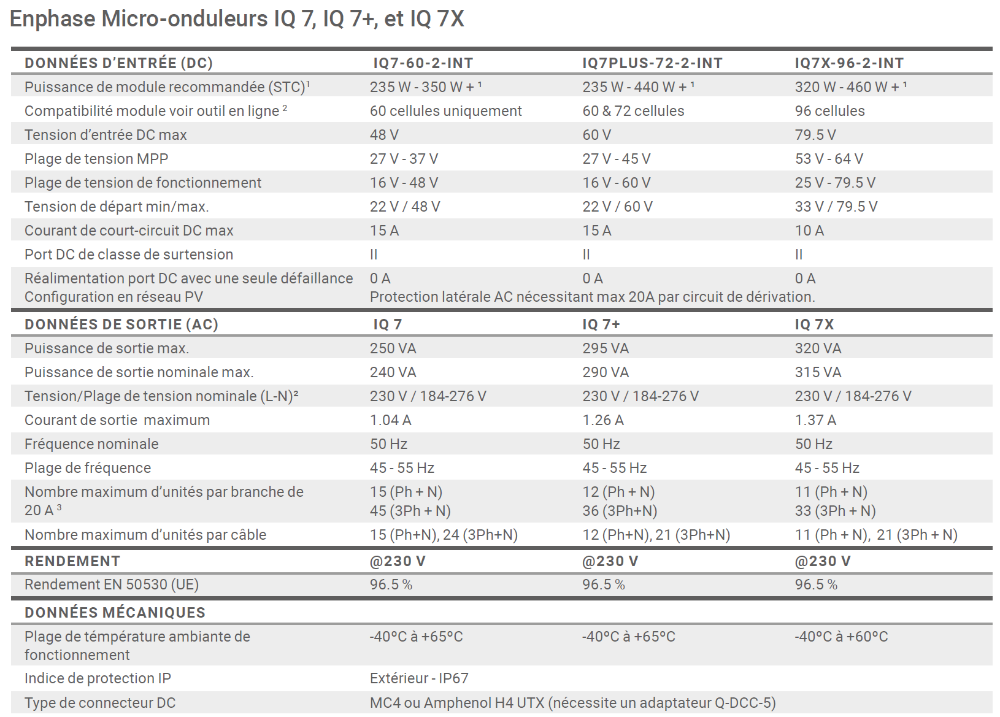 Enphase Micro-onduleurs IQ 7, IQ 7+, et IQ 7X
DONNÉES D’ENTRÉE (DC) IQ7-60-2-INT IQ7PLUS-72-2-INT IQ7X-96-2-INT
Puissance de module recommandée (STC)¹ 235 W - 350 W + ¹ 235 W - 440 W + ¹ 320 W - 460 W + ¹
Compatibilité module voir outil en ligne ² 60 cellules uniquement 60 & 72 cellules 96 cellules
Tension d’entrée DC max 48 V 60 V 79.5 V
Plage de tension MPP 27 V - 37 V 27 V - 45 V 53 V - 64 V
Plage de tension de fonctionnement 16 V - 48 V 16 V - 60 V 25 V - 79.5 V
Tension de départ min/max. 22 V / 48 V 22 V / 60 V 33 V / 79.5 V
Courant de court-circuit DC max 15 A 15 A 10 A
Port DC de classe de surtension II II II
Réalimentation port DC avec une seule défaillance 0 A 0 A 0 A
Configuration en réseau PV Protection latérale AC nécessitant max 20A par circuit de dérivation.
DONNÉES DE SORTIE (AC) IQ 7 IQ 7+ IQ 7X
Puissance de sortie max. 250 VA 295 VA 320 VA
Puissance de sortie nominale max. 240 VA 290 VA 315 VA
Tension/Plage de tension nominale (L-N)² 230 V / 184-276 V 230 V / 184-276 V 230 V / 184-276 V
Courant de sortie maximum 1.04 A 1.26 A 1.37 A
Fréquence nominale 50 Hz 50 Hz 50 Hz
Plage de fréquence 45 - 55 Hz 45 - 55 Hz 45 - 55 Hz
Nombre maximum d’unités par branche de 15 (Ph + N) 12 (Ph + N) 11 (Ph + N)
20 A ³ 45 (3Ph + N) 36 (3Ph+N) 33 (3Ph + N)
Nombre maximum d’unités par câble 15 (Ph+N), 24 (3Ph+N) 12 (Ph+N), 21 (3Ph+N) 11 (Ph + N), 21 (3Ph + N)
RENDEMENT @230 V @230 V @230 V
Rendement EN 50530 (UE) 96.5 % 96.5 % 96.5 %
DONNÉES MÉCANIQUES
Plage de témpérature ambiante de -40ºC à +65ºC -40ºC à +65ºC -40ºC à +60ºC
fonctionnement
Indice de protection IP Extérieur - IP67
Type de connecteur DC MC4 ou Amphenol H4 UTX (nécessite un adaptateur Q-DCC-5)